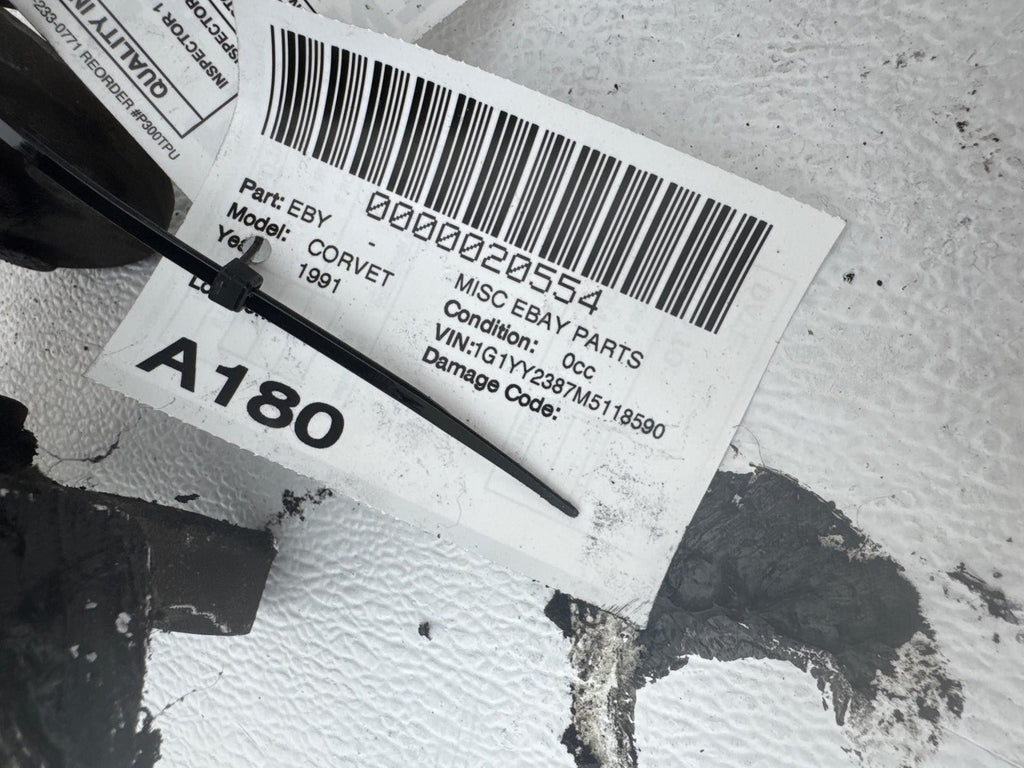 QUALITY IN
INSPECTOR 1
233-0771 REORDER #P300TPU
0000020554
Part: EBY - MISC EBAY PARTS
Model: CORVET Condition: 0cc
1991 VIN:1G1YY2387M5118590
Damage Code:
A180